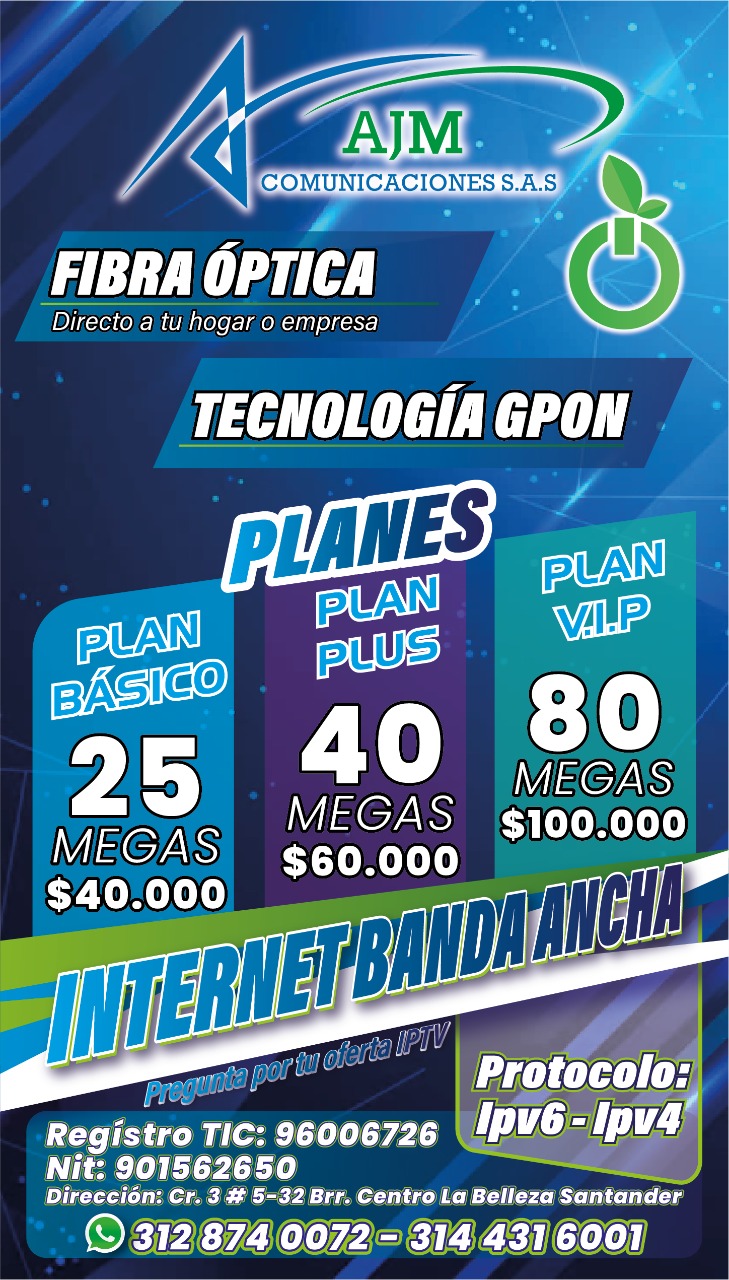 AJM
COMUNICACIONES S.A.S
FIBRA ÓPTICA
Directo a tu hogar o empresa
TECNOLOGÍA GPON
PLANES
PLAN
BÁSICO
25
MEGAS
$40.000
PLAN
PLUS
40
MEGAS
$60.000
PLAN
V.I.P
80
MEGAS
$100.000
INTERNET BANDA ANCHA
Pregunta por tu oferta IPTV
Protocolo:
Ipv6 - Ipv4
Regístro TIC: 96006726
Nit: 901562650
Dirección: Cr. 3 # 5-32 Brr. Centro La Belleza Santander
312 874 0072 - 314 431 6001